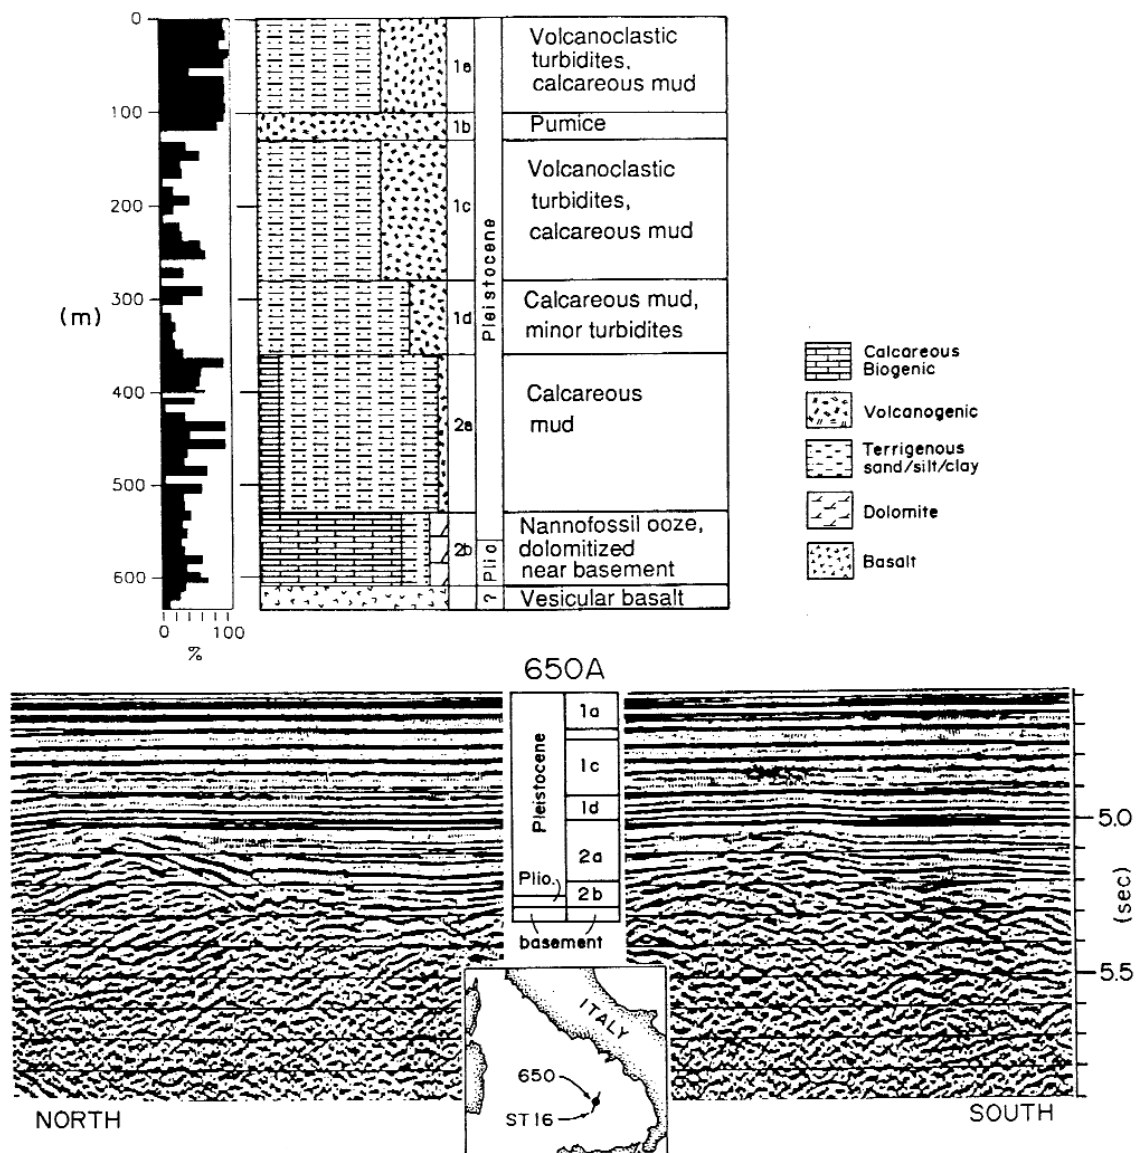 0
100
200
300
400
500
600
(m)
0 100
%
1a
1b
1c
1d
2a
2b
Pleistocene
Plio
?
Volcanoclastic
turbidites,
calcareous mud
Pumice
Volcanoclastic
turbidites,
calcareous mud
Calcareous mud,
minor turbidites
Calcareous
mud
Nannofossil ooze,
dolomitized
near basement
Vesicular basalt
Calcareous
Biogenic
Volcanogenic
Terrigenous
sand/silt/clay
Dolomite
Basalt
650A
Pleistocene
Plio.
1a
1c
1d
2a
2b
basement
5.0
(sec)
5.5
ITALY
650
ST16
NORTH
SOUTH